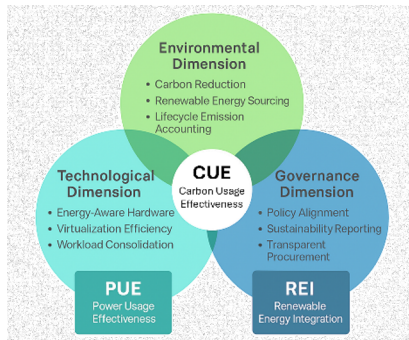 Environmental
Dimension
• Carbon Reduction
• Renewable Energy Sourcing
• Lifecycle Emission
Accounting
CUE
Carbon Usage
Effectiveness
Technological
Dimension
• Energy-Aware Hardware
• Virtualization Efficiency
• Workload Consolidation
Governance
Dimension
• Policy Alignment
• Sustainability Reporting
• Transparent
Procurement
PUE
Power Usage
Effectiveness
REI
Renewable
Energy Integration